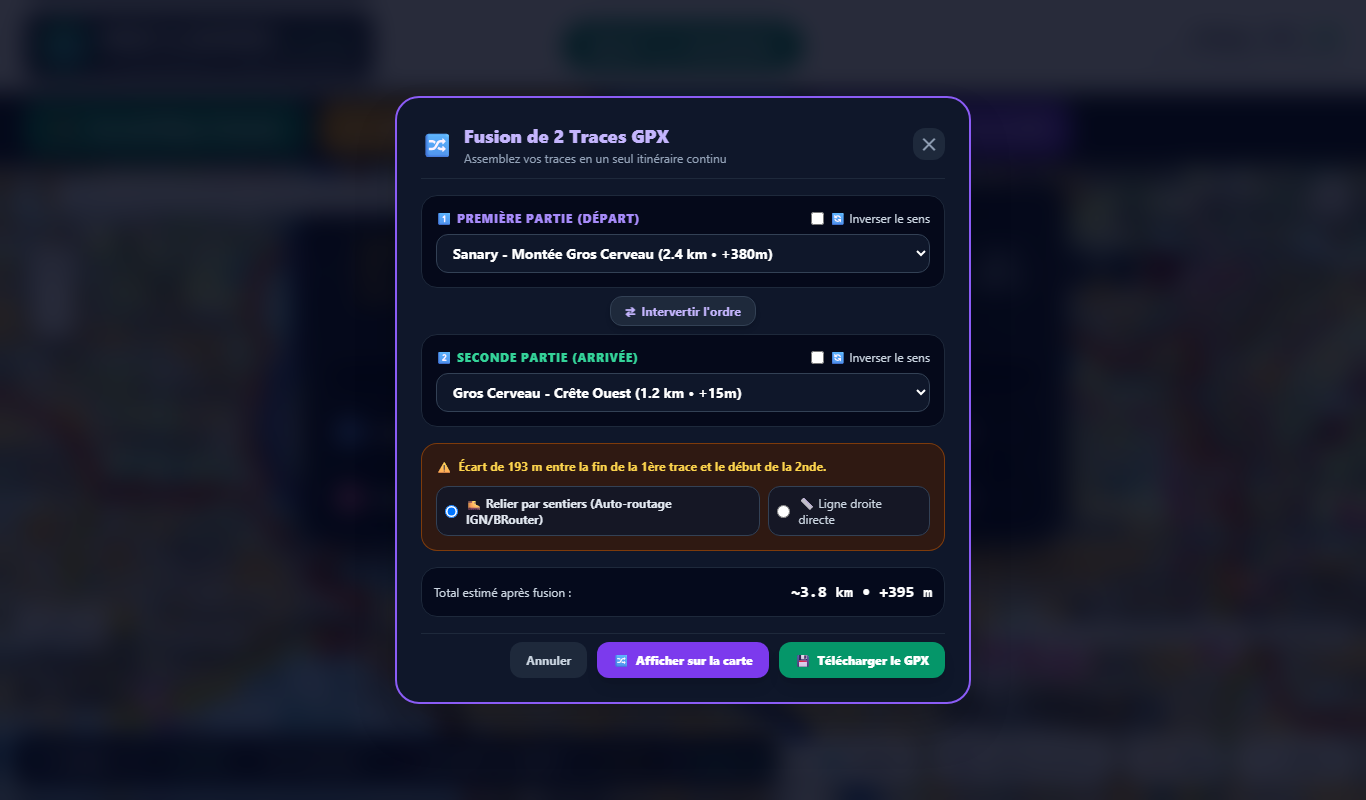 Fusion de 2 Traces GPX
Assemblez vos traces en un seul itinéraire continu
1 PREMIÈRE PARTIE (DÉPART)
Inverser le sens
Sanary - Montée Gros Cerveau (2.4 km • +380m)
⇄ Intervertir l'ordre
2 SECONDE PARTIE (ARRIVÉE)
Inverser le sens
Gros Cerveau - Crête Ouest (1.2 km • +15m)
Écart de 193 m entre la fin de la 1ère trace et le début de la 2nde.
Relier par sentiers (Auto-routage
IGN/BRouter)
Ligne droite
directe
Total estimé après fusion :
~3.8 km • +395 m
Annuler
Afficher sur la carte
Télécharger le GPX